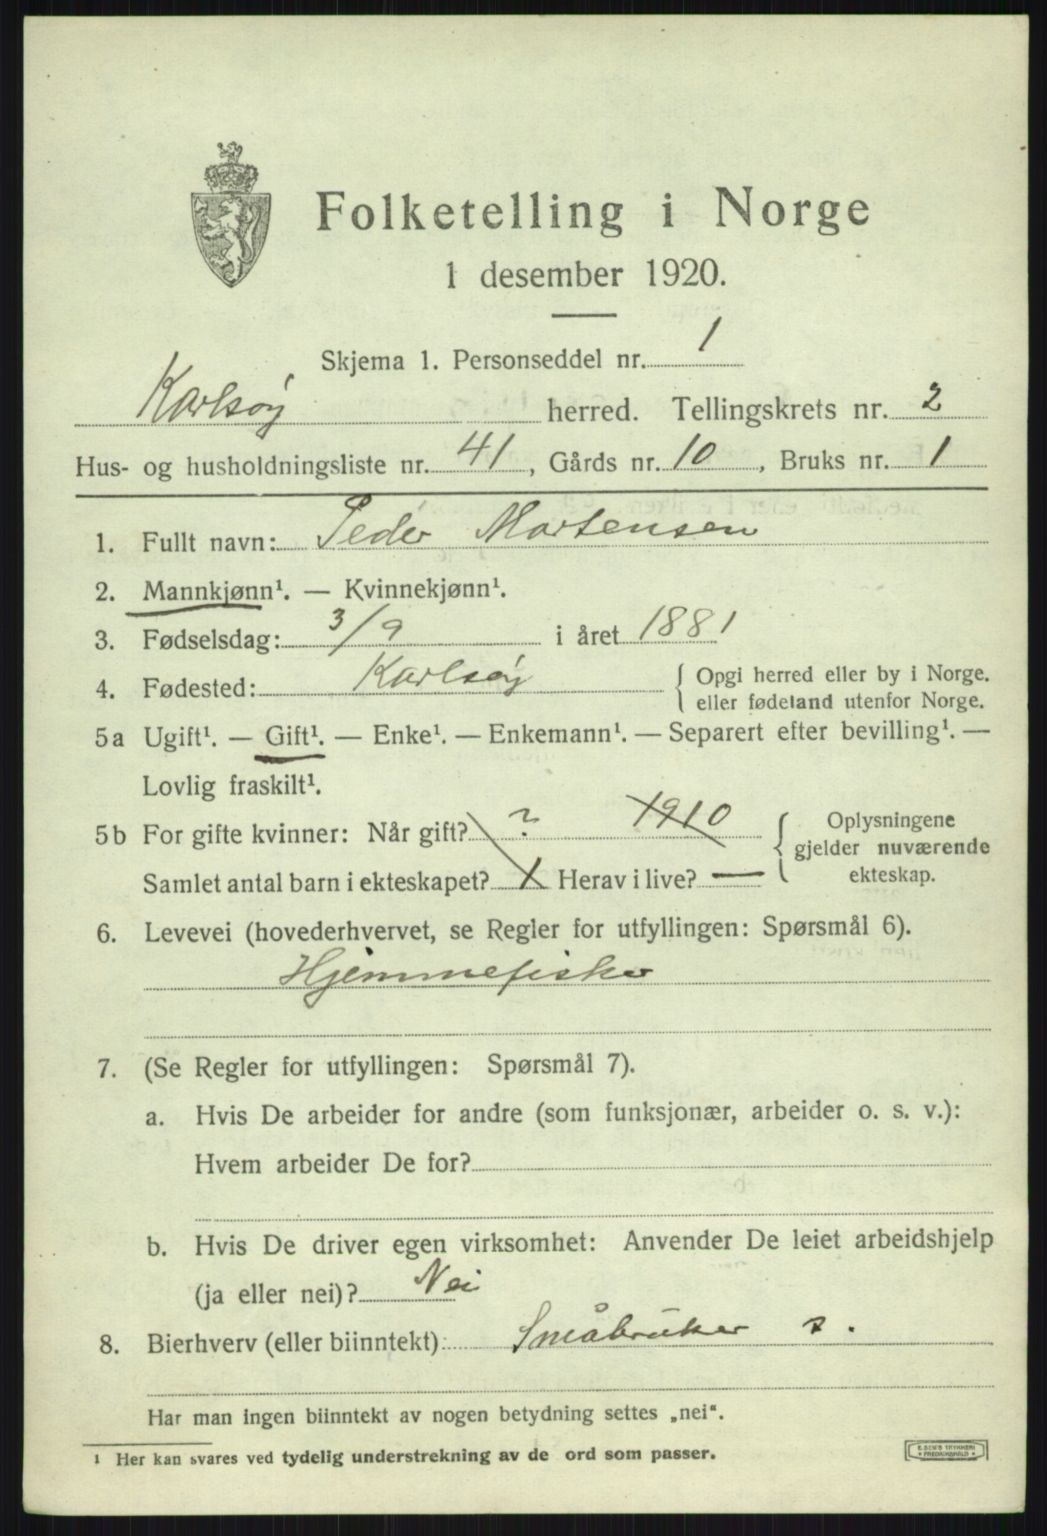 Folketelling i Norge
1 desember 1920.
Skjema 1. Personseddel nr. 1
Karlsøy herred. Tellingskrets nr. 2
Hus- og husholdningsliste nr. 41, Gårds nr. 10, Bruks nr. 1
1. Fullt navn: Peder Mortensen
2. Mannkjønn¹. — Kvinnekjønn¹.
3. Fødselsdag: 3/9 i året 1881
4. Fødested: Karlsøy { Opgi herred eller by i Norge.
eller fødeland utenfor Norge.
5a Ugift¹. — Gift¹. — Enke¹. — Enkemann¹. — Separert efter bevilling¹. —
Lovlig fraskilt¹.
5b For gifte kvinner: Når gift? ? 1910 { Oplysningene
gjelder nuværende
ekteskap.
Samlet antal barn i ekteskapet? Herav i live? —
6. Levevei (hovederhvervet, se Regler for utfyllingen: Spørsmål 6).
Hjemmefisker
7. (Se Regler for utfyllingen: Spørsmål 7).
a. Hvis De arbeider for andre (som funksjonær, arbeider o. s. v.):
Hvem arbeider De for?
b. Hvis De driver egen virksomhet: Anvender De leiet arbeidshjelp
(ja eller nei)? Nei
8. Bierhverv (eller biinntekt): Småbruker s.
Har man ingen biinntekt av nogen betydning settes „nei“.
¹ Her kan svares ved tydelig understrekning av de ord som passer.
E. SEM'S TRYKKERI
FREDRIKSHALD